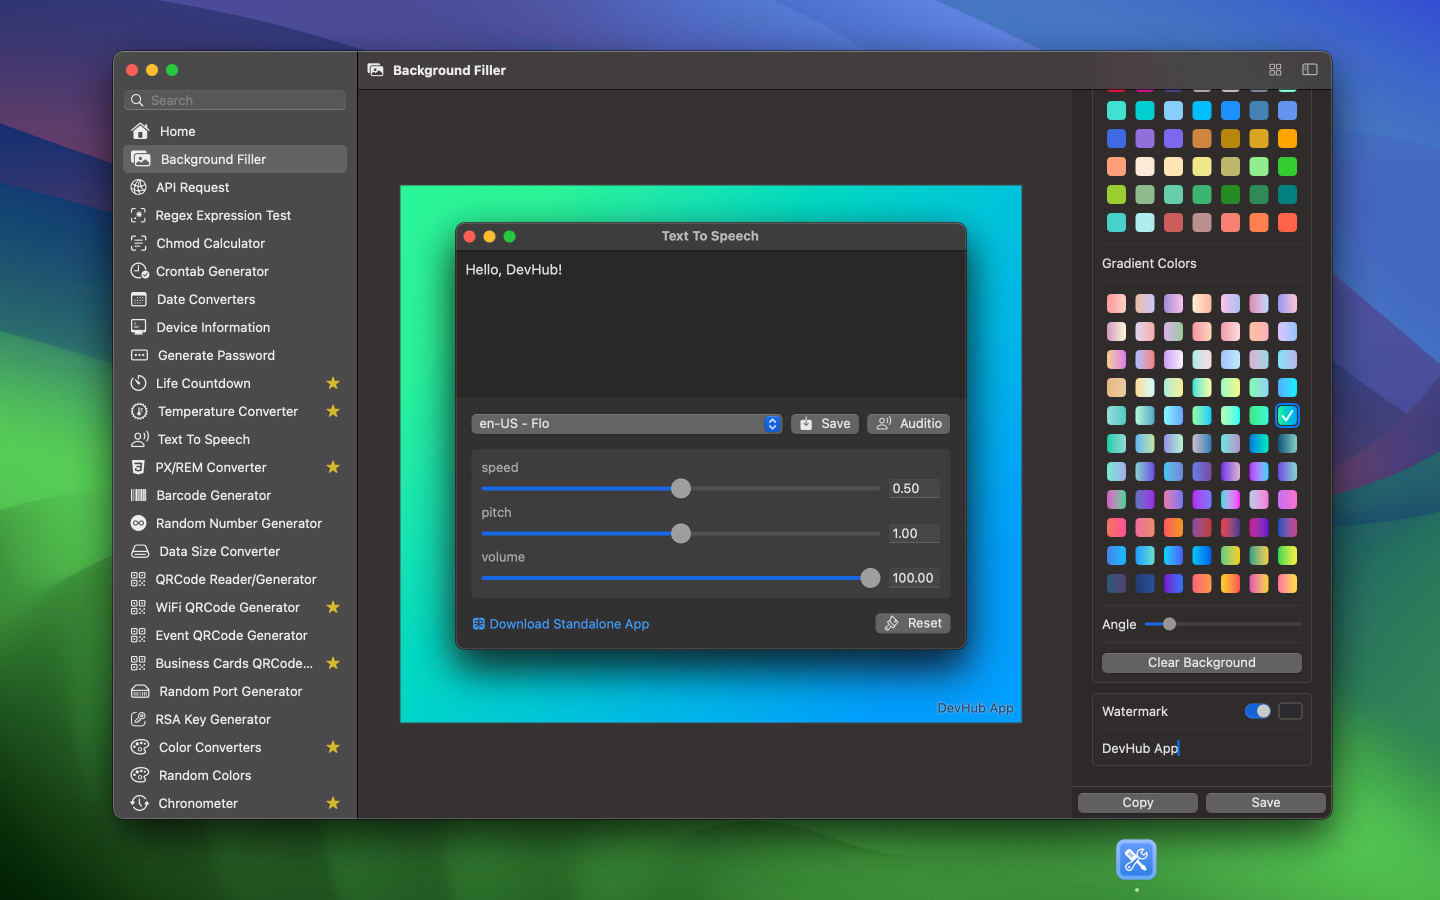 Search
Home
Background Filler
API Request
Regex Expression Test
Chmod Calculator
Crontab Generator
Date Converters
Device Information
Generate Password
Life Countdown
Temperature Converter
Text To Speech
PX/REM Converter
Barcode Generator
Random Number Generator
Data Size Converter
QRCode Reader/Generator
WiFi QRCode Generator
Event QRCode Generator
Business Cards QRCode...
Random Port Generator
RSA Key Generator
Color Converters
Random Colors
Chronometer
Background Filler
Text To Speech
Hello, DevHub!
en-US - Flo
Save
Auditio
speed
0.50
pitch
1.00
volume
100.00
Download Standalone App
Reset
DevHub App
Gradient Colors
Angle
Clear Background
Watermark
DevHub App
Copy
Save